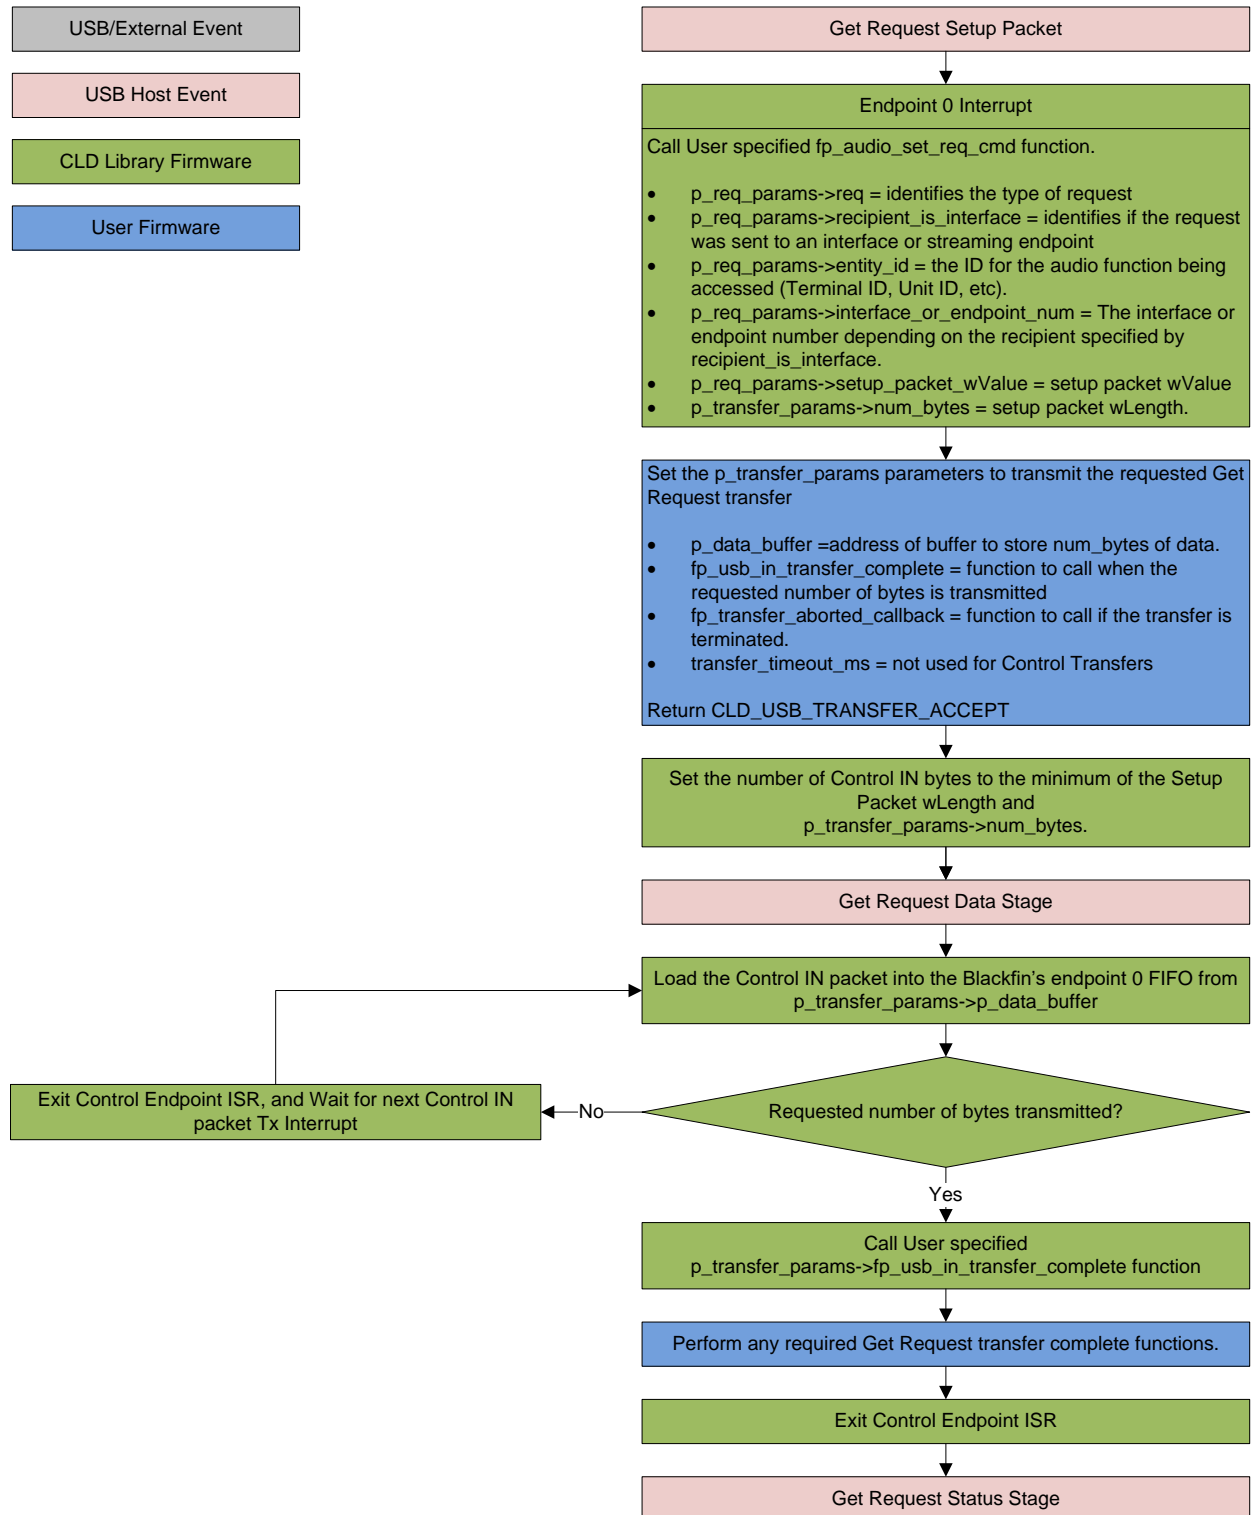 USB/External Event
USB Host Event
CLD Library Firmware
User Firmware
Get Request Setup Packet
Endpoint 0 Interrupt
Call User specified fp_audio_set_req_cmd function.
• p_req_params->req = identifies the type of request
• p_req_params->recipient_is_interface = identifies if the request
was sent to an interface or streaming endpoint
• p_req_params->entity_id = the ID for the audio function being
accessed (Terminal ID, Unit ID, etc).
• p_req_params->interface_or_endpoint_num = The interface or
endpoint number depending on the recipient specified by
recipient_is_interface.
• p_req_params->setup_packet_wValue = setup packet wValue
• p_transfer_params->num_bytes = setup packet wLength.
Set the p_transfer_params parameters to transmit the requested Get
Request transfer
• p_data_buffer =address of buffer to store num_bytes of data.
• fp_usb_in_transfer_complete = function to call when the
requested number of bytes is transmitted
• fp_transfer_aborted_callback = function to call if the transfer is
terminated.
• transfer_timeout_ms = not used for Control Transfers
Return CLD_USB_TRANSFER_ACCEPT
Set the number of Control IN bytes to the minimum of the Setup
Packet wLength and
p_transfer_params->num_bytes.
Get Request Data Stage
Load the Control IN packet into the Blackfin’s endpoint 0 FIFO from
p_transfer_params->p_data_buffer
Requested number of bytes transmitted?
No
Exit Control Endpoint ISR, and Wait for next Control IN
packet Tx Interrupt
Yes
Call User specified
p_transfer_params->fp_usb_in_transfer_complete function
Perform any required Get Request transfer complete functions.
Exit Control Endpoint ISR
Get Request Status Stage